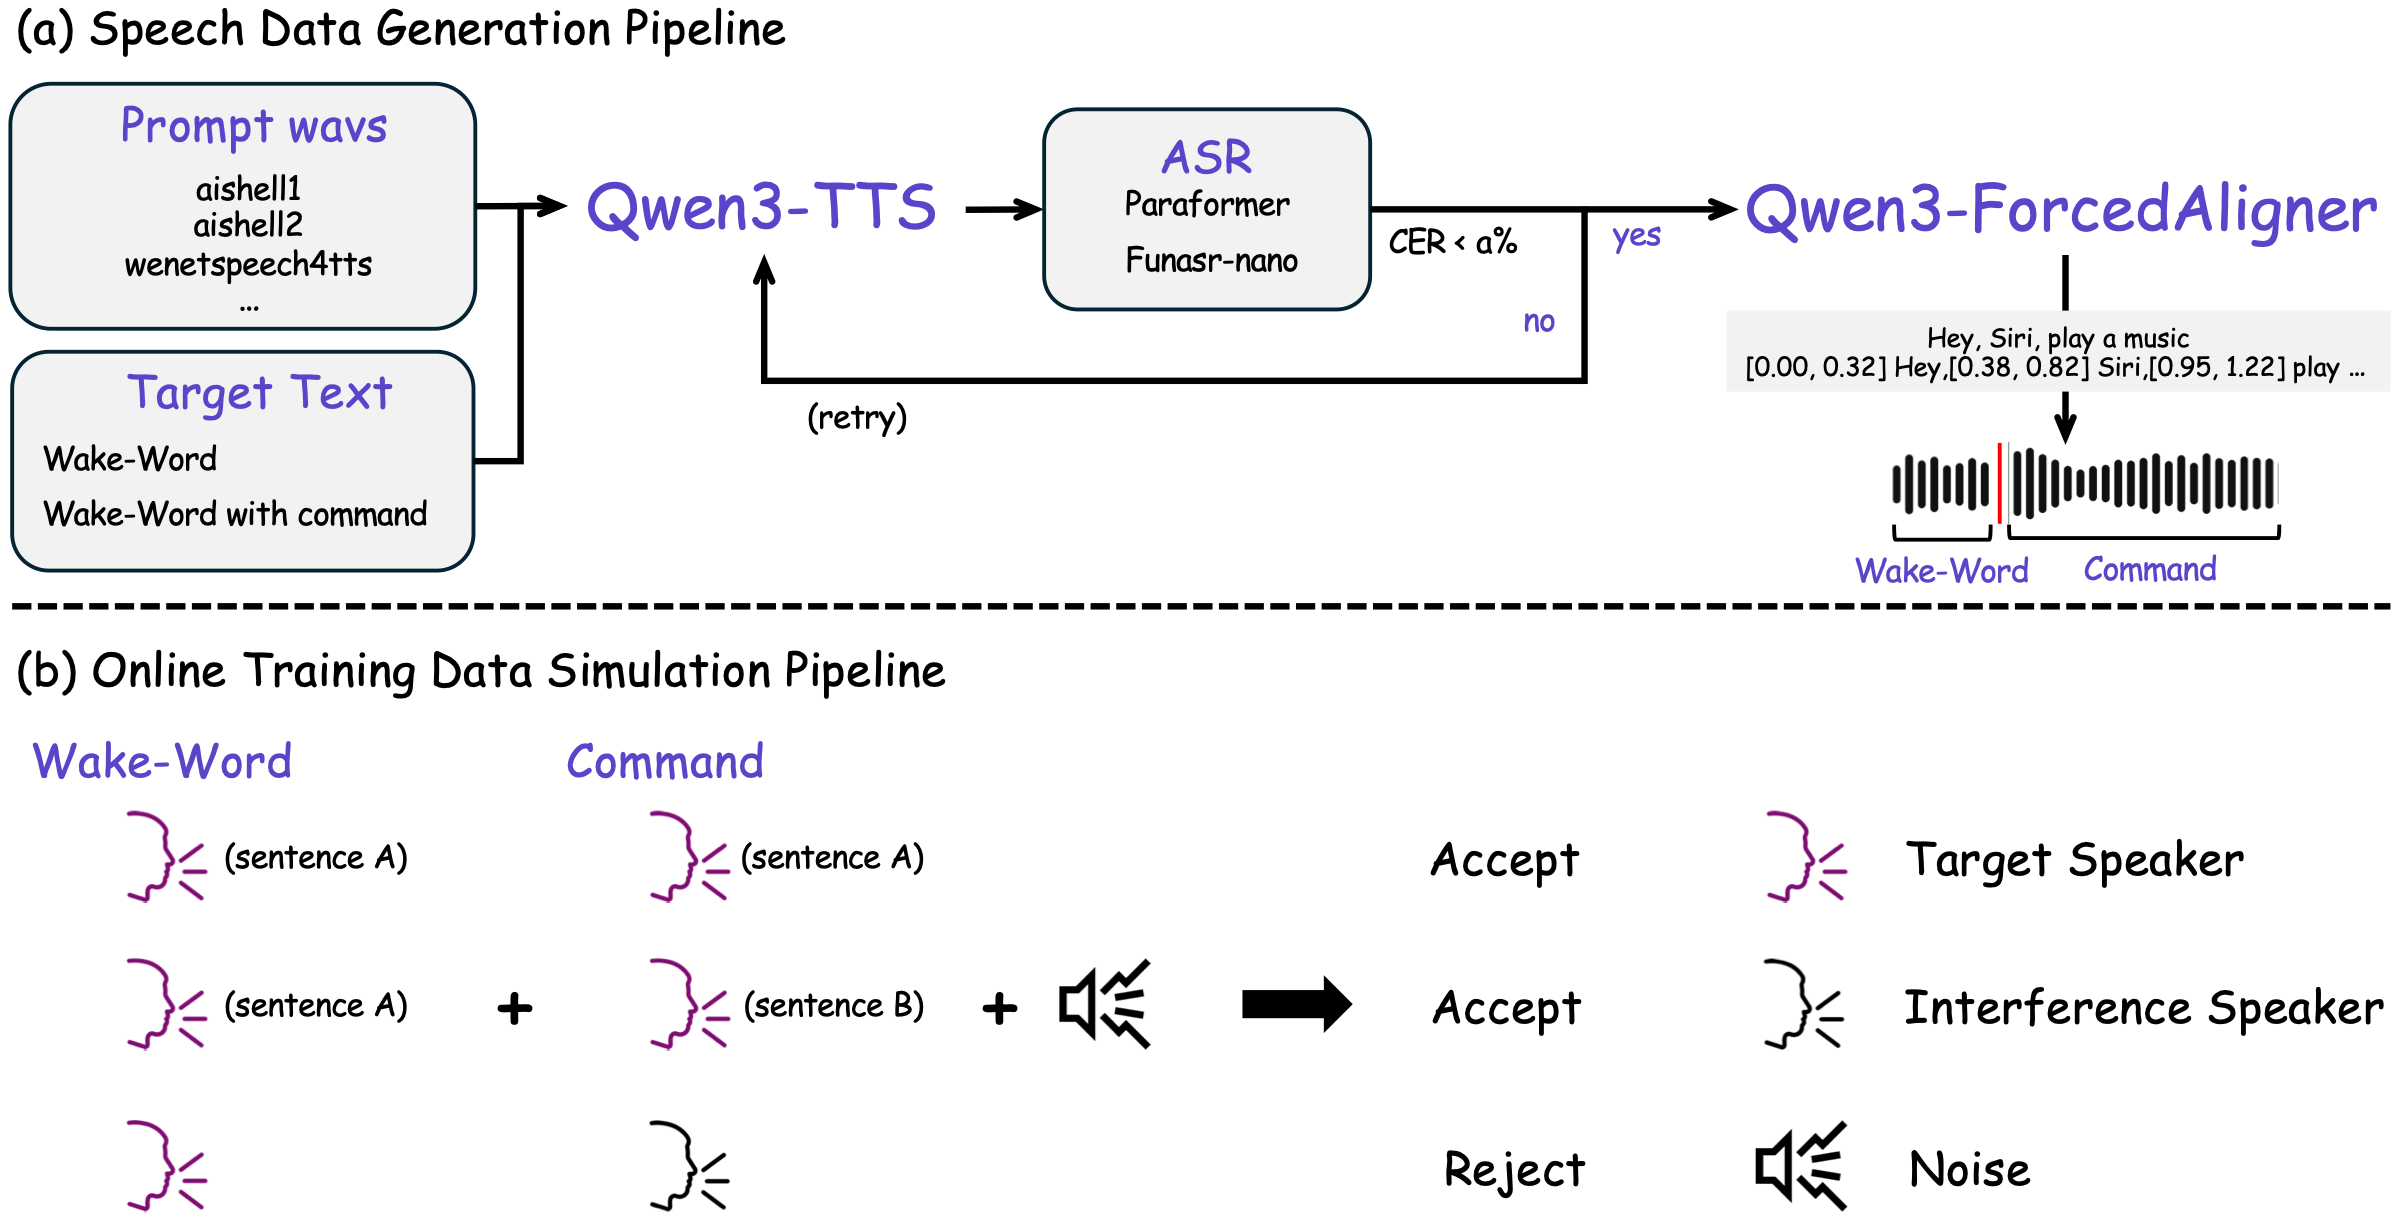 (a) Speech Data Generation Pipeline
Prompt wavs
aishell1
aishell2
wenetspeech4tts
...
Target Text
Wake-Word
Wake-Word with command
Qwen3-TTS
(retry)
ASR
Paraformer
Funasr-nano
CER < a%
yes
no
Qwen3-ForcedAligner
Hey, Siri, play a music
[0.00, 0.32] Hey,[0.38, 0.82] Siri,[0.95, 1.22] play ...
Wake-Word
Command
(b) Online Training Data Simulation Pipeline
Wake-Word
Command
(sentence A)
(sentence A)
Accept
Target Speaker
(sentence A)
+
(sentence B)
+
Accept
Interference Speaker
Reject
Noise